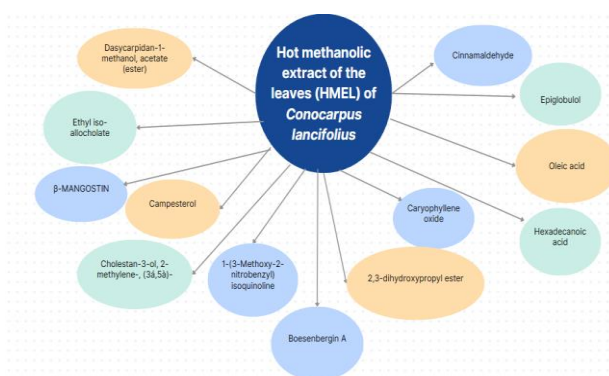 Hot methanolic
extract of the
leaves (HMEL) of
Conocarpus
lancifolius
Dasycarpidan-1-
methanol, acetate
(ester)
Cinnamaldehyde
Ethyl iso-
allocholate
Epiglobulol
β-MANGOSTIN
Campesterol
Oleic acid
Caryophyllene
oxide
Hexadecanoic
acid
Cholestan-3-ol, 2-
methylene-, (3á,5à)-
1-(3-Methoxy-2-
nitrobenzyl)
isoquinoline
2,3-dihydroxypropyl ester
Boesenbergin A